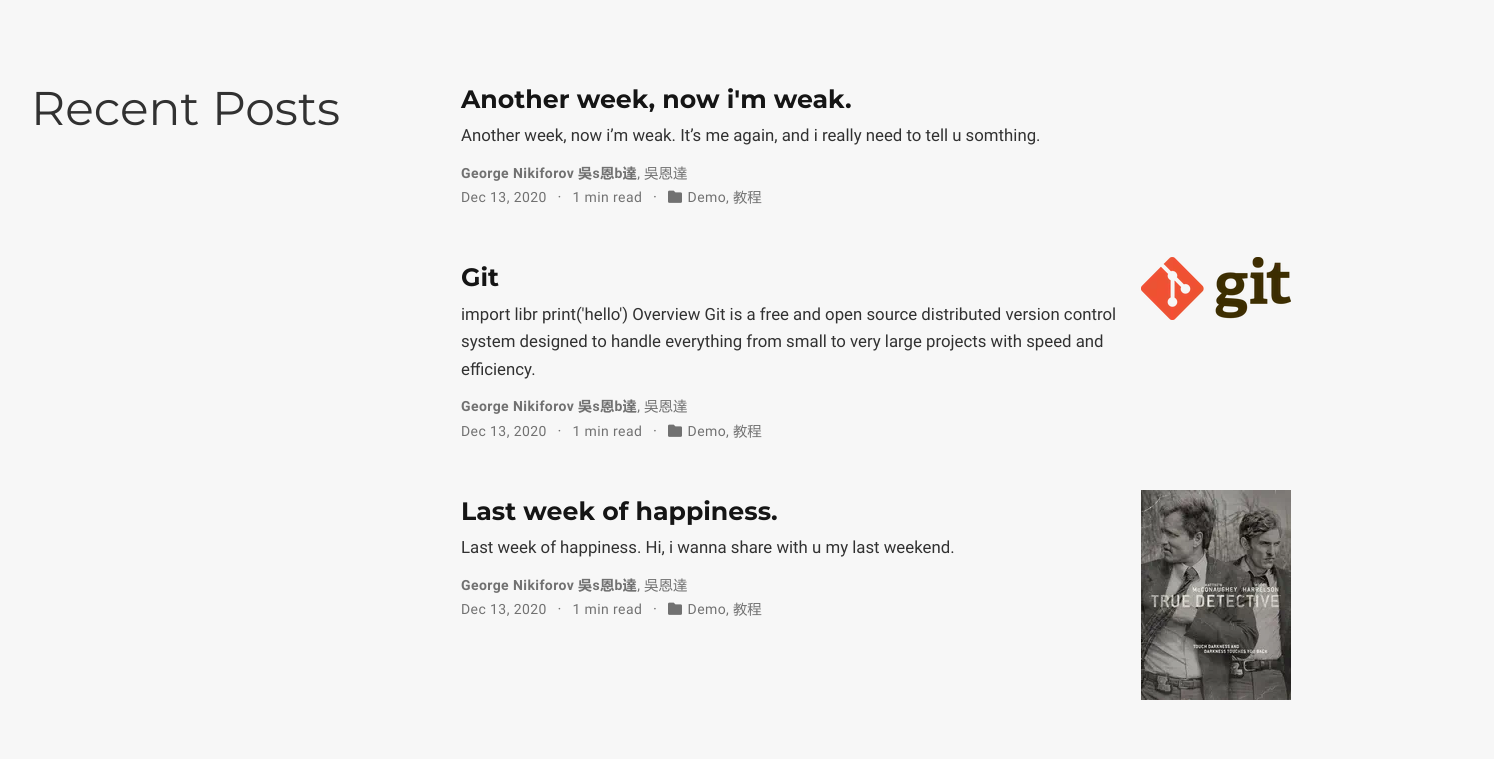 Recent Posts
Another week, now i'm weak.
Another week, now i’m weak. It’s me again, and i really need to tell u somthing.
George Nikiforov 吳s恩b達, 吳恩達
Dec 13, 2020 · 1 min read · Demo, 教程
Git
git
import libr print('hello') Overview Git is a free and open source distributed version control
system designed to handle everything from small to very large projects with speed and
efficiency.
George Nikiforov 吳s恩b達, 吳恩達
Dec 13, 2020 · 1 min read · Demo, 教程
Last week of happiness.
Last week of happiness. Hi, i wanna share with u my last weekend.
George Nikiforov 吳s恩b達, 吳恩達
Dec 13, 2020 · 1 min read · Demo, 教程
McCONAUGHEY HARRELSON
TRUE DETECTIVE
TOUCH DARKNESS AND
DARKNESS TOUCHES YOU BACK